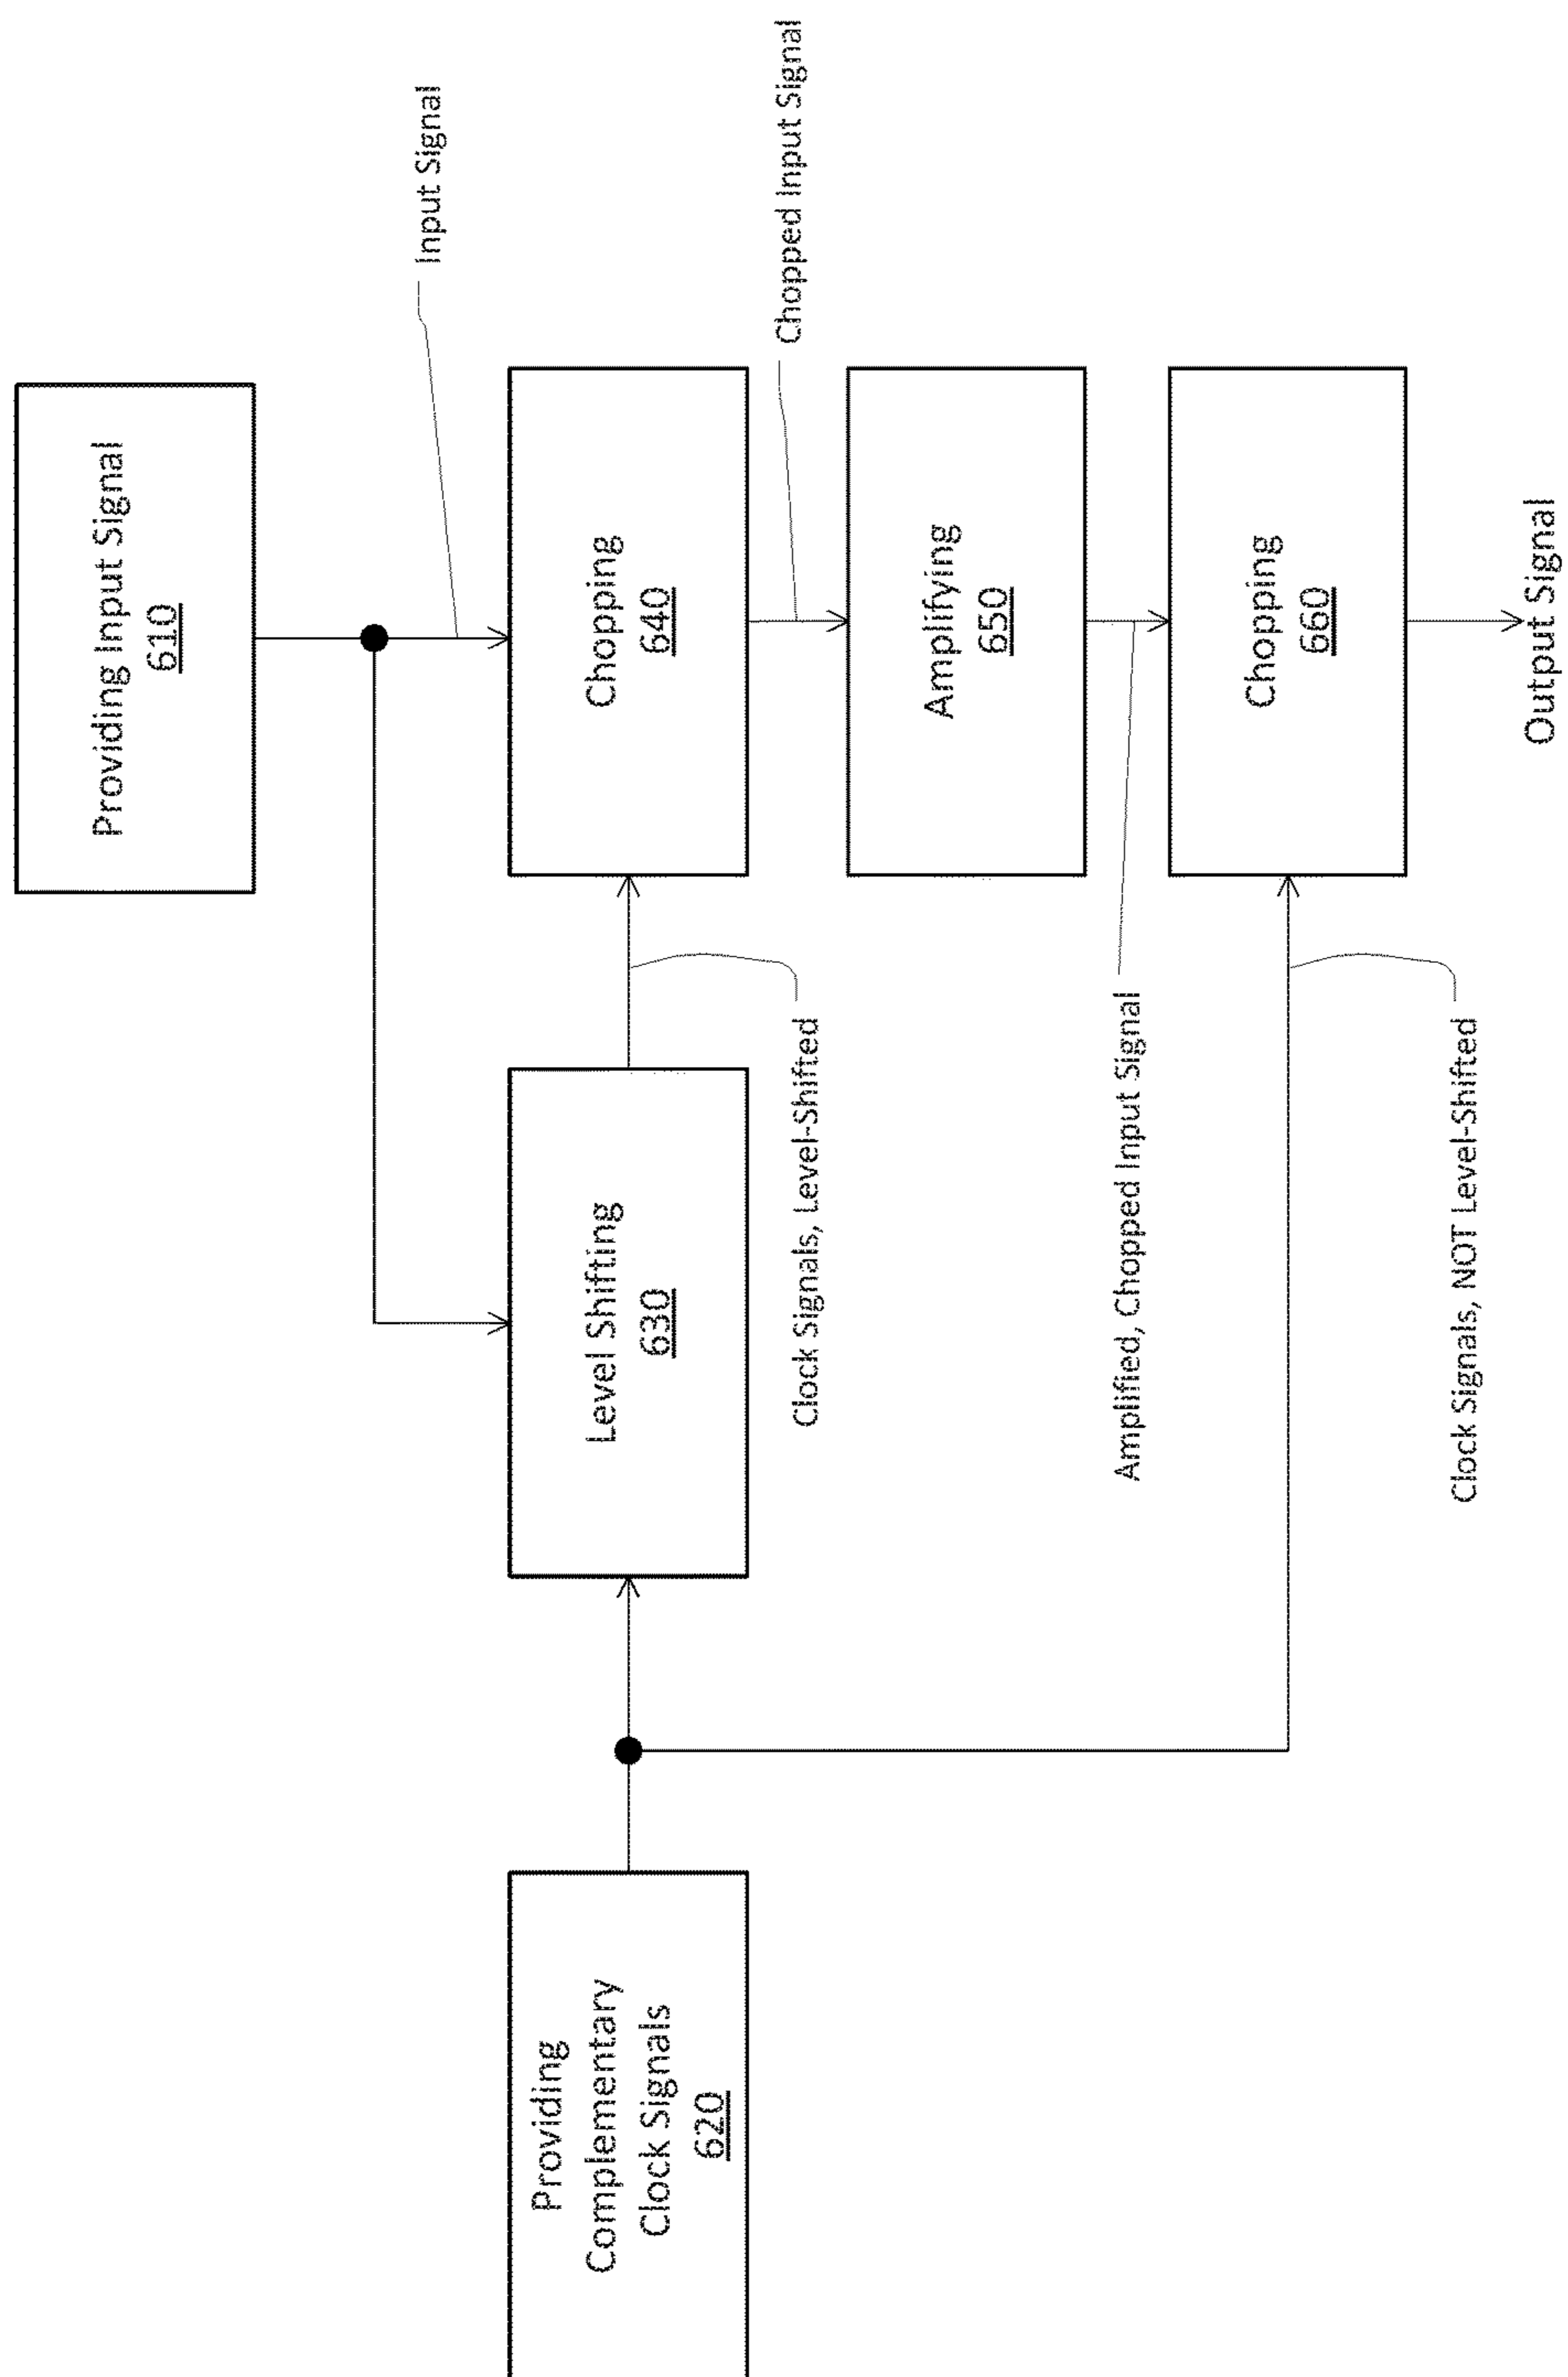 Providing Input Signal
610
Input Signal
Providing
Complementary
Clock Signals
620
Level Shifting
630
Chopping
640
Clock Signals, Level-Shifted
Chopped Input Signal
Amplifying
650
Amplified, Chopped Input Signal
Chopping
660
Clock Signals, NOT Level-Shifted
Output Signal